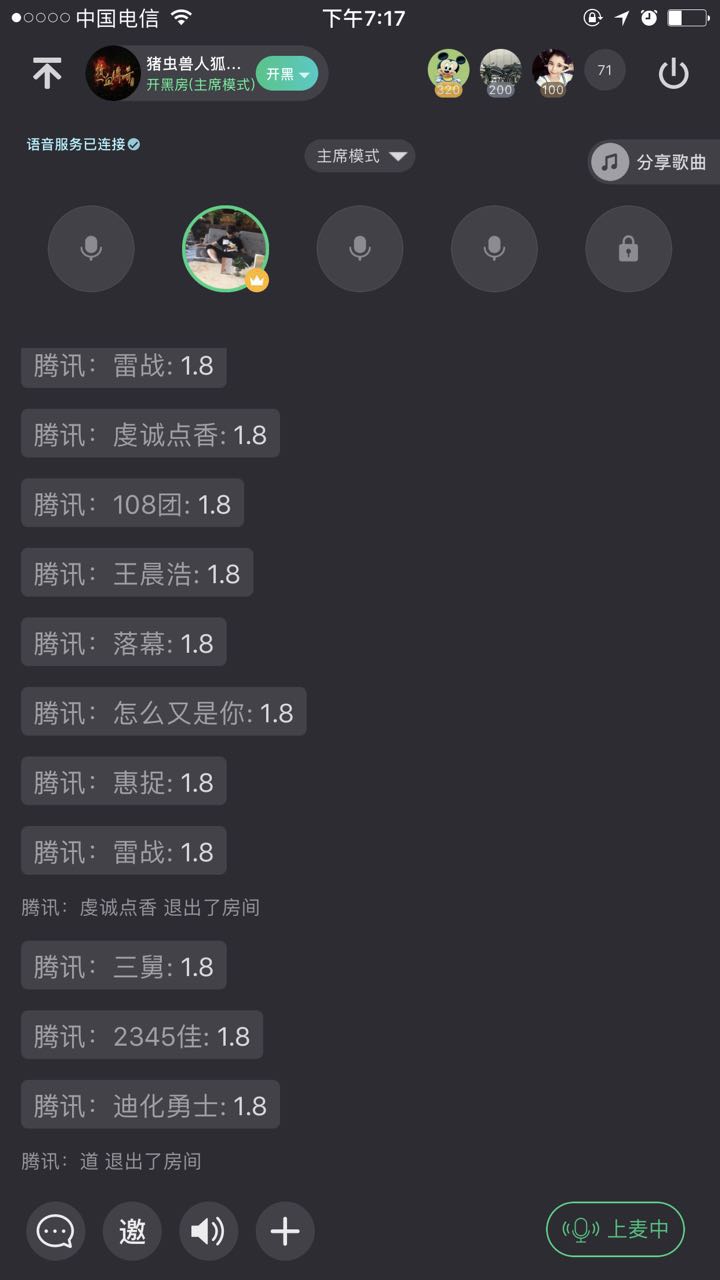 中国电信 下午7:17
猪虫兽人狐...
开黑房(主席模式) 开黑
320 200 100 71
语音服务已连接
主席模式
分享歌曲
腾讯： 雷战: 1.8
腾讯： 虔诚点香: 1.8
腾讯： 108团: 1.8
腾讯： 王晨浩: 1.8
腾讯： 落幕: 1.8
腾讯： 怎么又是你: 1.8
腾讯： 惠捉: 1.8
腾讯： 雷战: 1.8
腾讯：虔诚点香 退出了房间
腾讯： 三舅: 1.8
腾讯： 2345佳: 1.8
腾讯： 迪化勇士: 1.8
腾讯：道 退出了房间
邀 上麦中